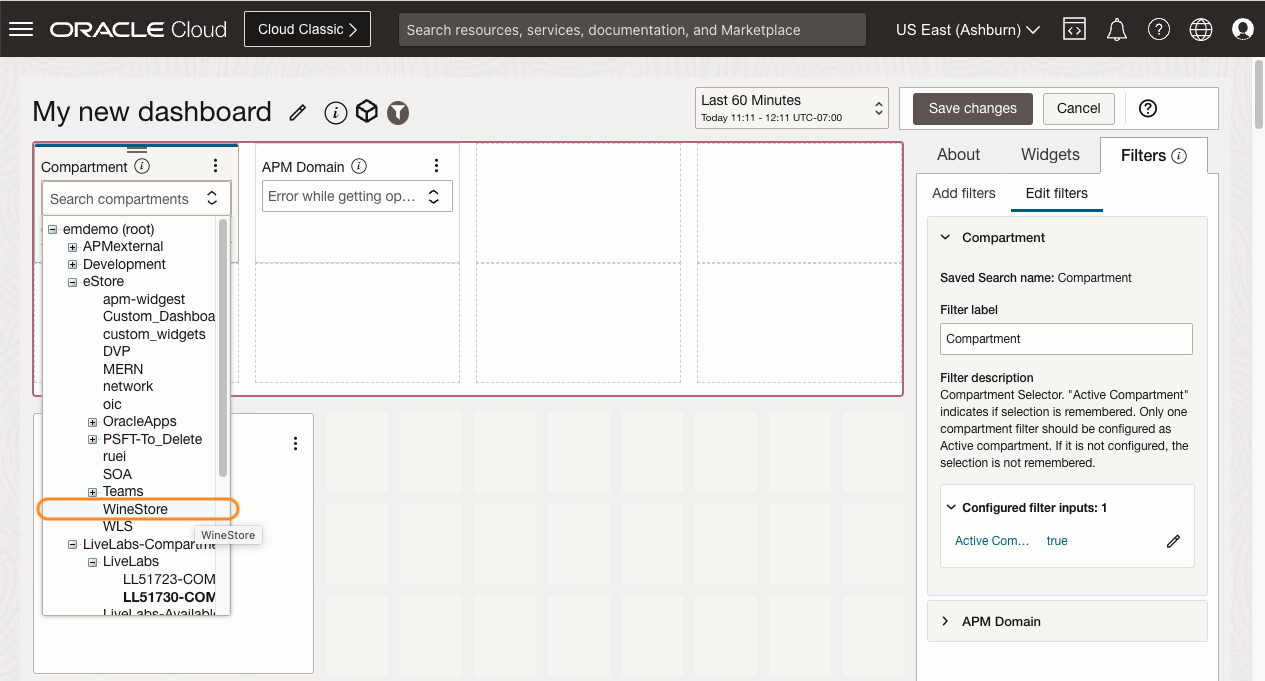 ORACLE Cloud
Cloud Classic
Search resources, services, documentation, and Marketplace
US East (Ashburn)
My new dashboard
Last 60 Minutes
Today 11:11 - 12:11 UTC-07:00
Save changes
Cancel
Compartment
Search compartments
emdemo (root)
APMexternal
Development
eStore
apm-widgest
Custom_Dashboa
custom_widgets
DVP
MERN
network
oic
OracleApps
PSFT-To_Delete
ruei
SOA
Teams
WineStore
WLS
WineStore
LiveLabs-Compartme
LiveLabs
LL51723-COM
LL51730-COM
LiveLabs-Available
APM Domain
Error while getting op...
About
Widgets
Filters
Add filters
Edit filters
Compartment
Saved Search name: Compartment
Filter label
Compartment
Filter description
Compartment Selector. "Active Compartment"
indicates if selection is remembered. Only one
compartment filter should be configured as
Active compartment. If it is not configured, the
selection is not remembered.
Configured filter inputs: 1
Active Com...
true
APM Domain